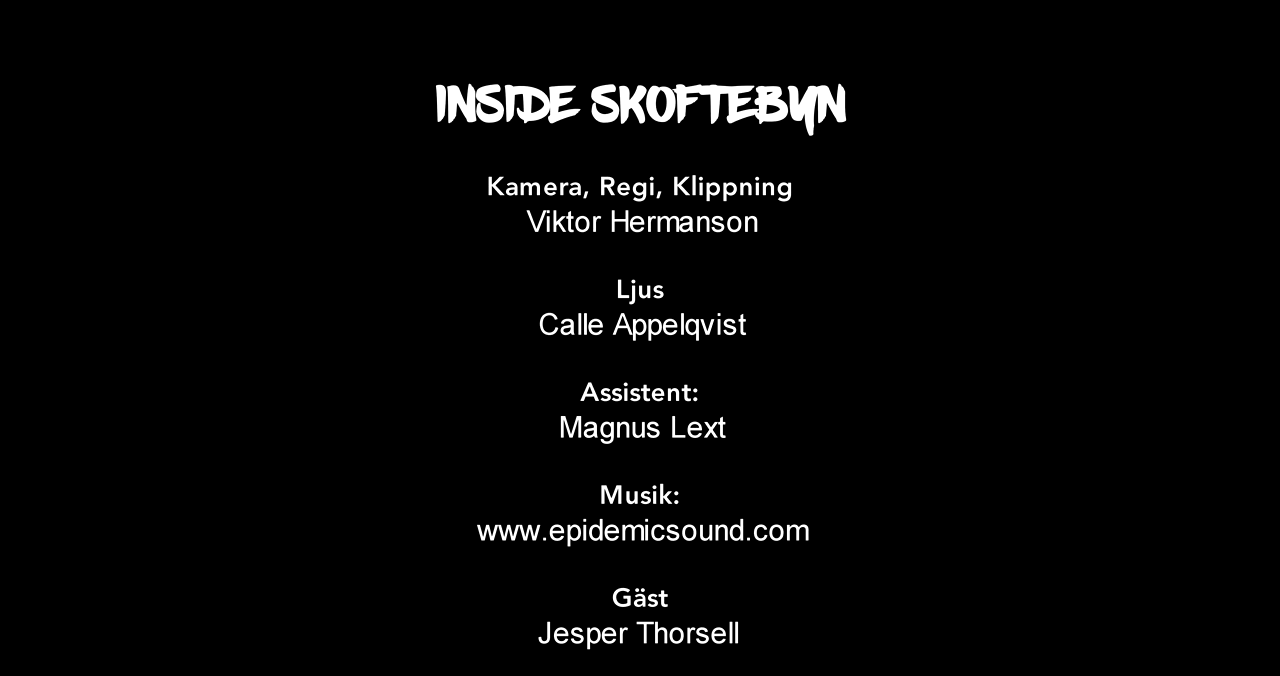 INSIDE SKOFTEBYN
Kamera, Regi, Klippning
Viktor Hermanson
Ljus
Calle Appelqvist
Assistent:
Magnus Lext
Musik:
www.epidemicsound.com
Gäst
Jesper Thorsell